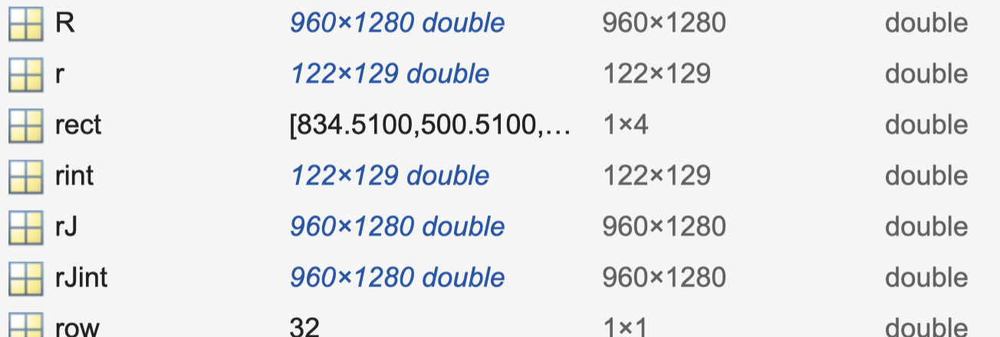 R 960×1280 double 960×1280 double
r 122×129 double 122×129 double
rect [834.5100,500.5100,... 1×4 double
rint 122×129 double 122×129 double
rJ 960×1280 double 960×1280 double
rJint 960×1280 double 960×1280 double
row 32 1×1 double